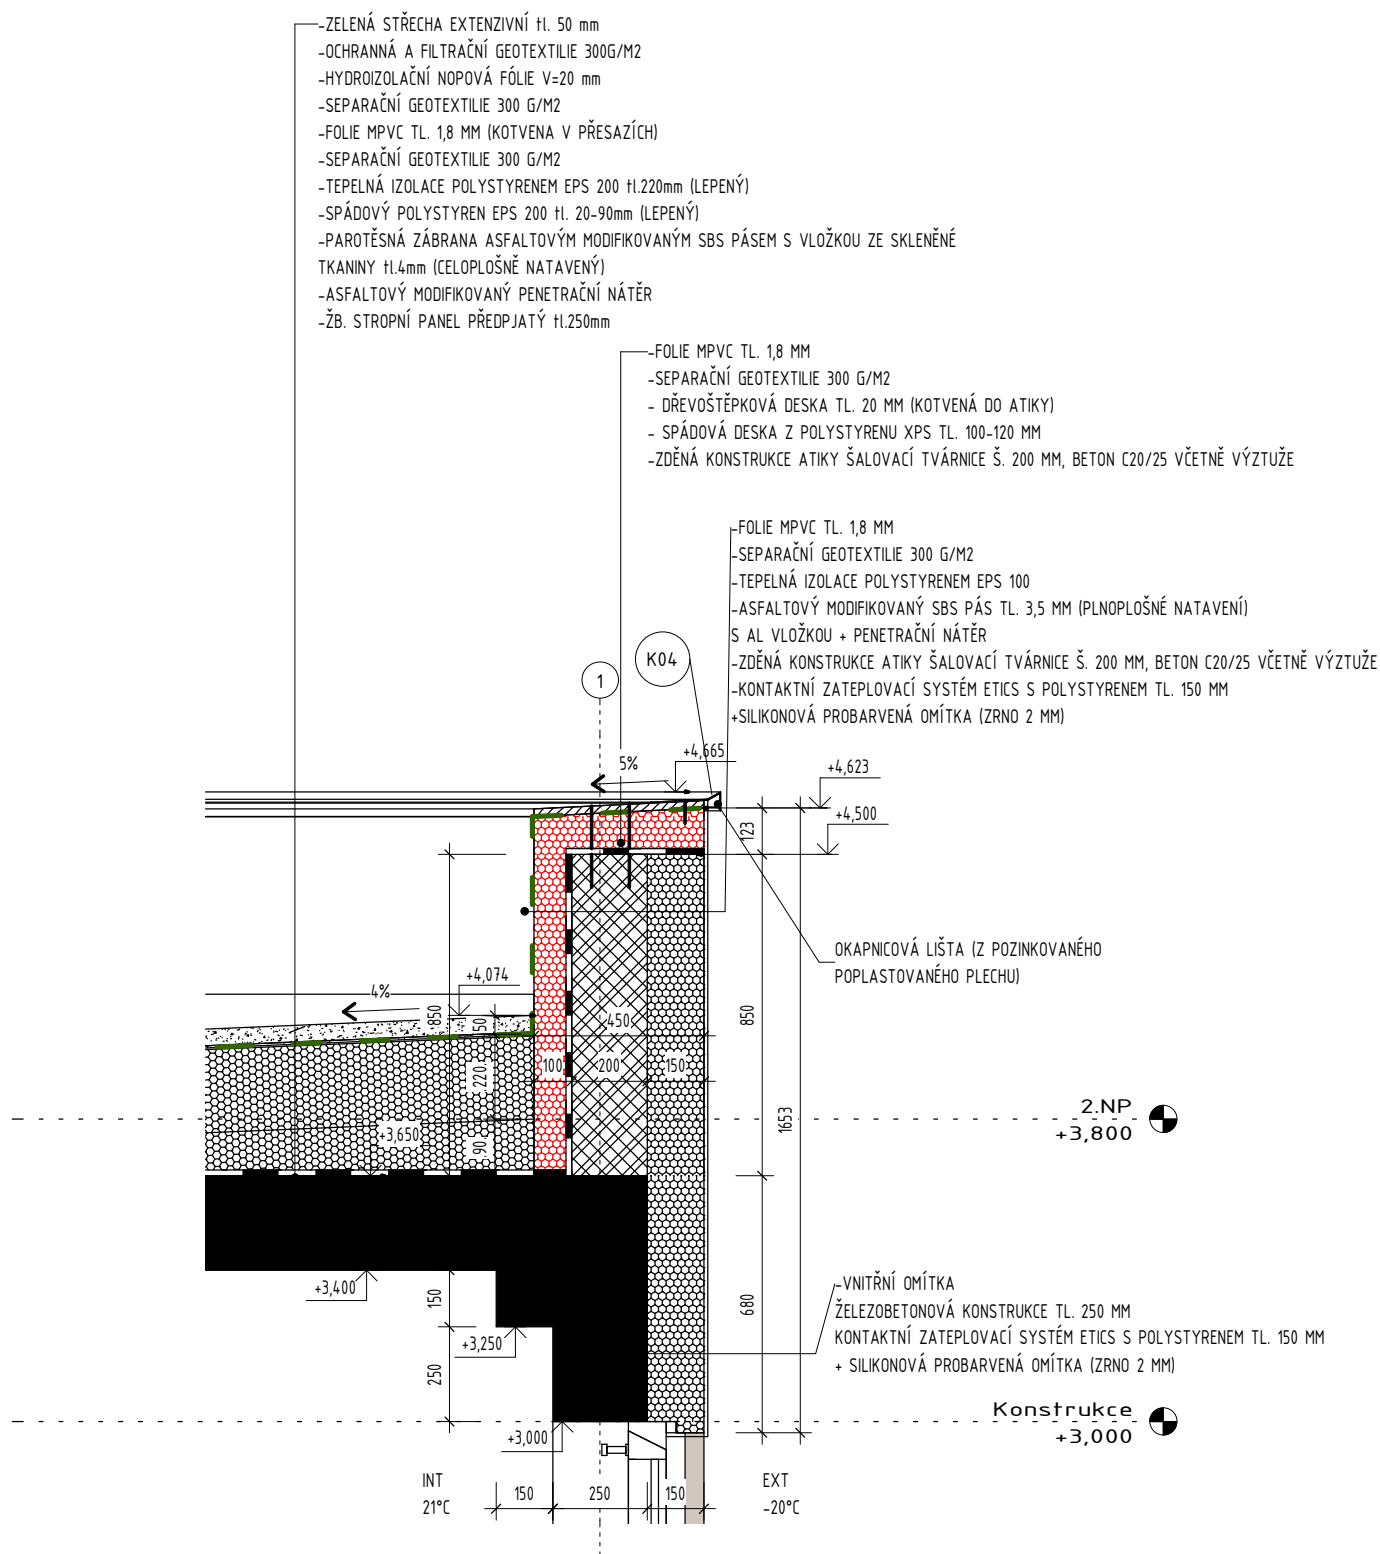 -ZELENÁ STŘECHA EXTENZIVNÍ tl. 50 mm
-OCHRANNÁ A FILTRAČNÍ GEOTEXTILIE 300G/M2
-HYDROIZOLAČNÍ NOPOVÁ FÓLIE V=20 mm
-SEPARAČNÍ GEOTEXTILIE 300 G/M2
-FOLIE MPVC TL. 1,8 MM (KOTVENA V PŘESAZÍCH)
-SEPARAČNÍ GEOTEXTILIE 300 G/M2
-TEPELNÁ IZOLACE POLYSTYRENEM EPS 200 tl.220mm (LEPENÝ)
-SPÁDOVÝ POLYSTYREN EPS 200 tl. 20-90mm (LEPENÝ)
-PAROTĚSNÁ ZÁBRANA ASFALTOVÝM MODIFIKOVANÝM SBS PÁSEM S VLOŽKOU ZE SKLENĚNÉ
TKANINY tl.4mm (CELOPLOŠNĚ NATAVENÝ)
-ASFALTOVÝ MODIFIKOVANÝ PENETRAČNÍ NÁTĚR
-ŽB. STROPNÍ PANEL PŘEDPJATÝ tl.250mm
-FOLIE MPVC TL. 1,8 MM
-SEPARAČNÍ GEOTEXTILIE 300 G/M2
- DŘEVOŠTĚPKOVÁ DESKA TL. 20 MM (KOTVENÁ DO ATIKY)
- SPÁDOVÁ DESKA Z POLYSTYRENU XPS TL. 100-120 MM
-ZDĚNÁ KONSTRUKCE ATIKY ŠALOVACÍ TVÁRNICE Š. 200 MM, BETON C20/25 VČETNĚ VÝZTUŽE
-FOLIE MPVC TL. 1,8 MM
-SEPARAČNÍ GEOTEXTILIE 300 G/M2
-TEPELNÁ IZOLACE POLYSTYRENEM EPS 100
-ASFALTOVÝ MODIFIKOVANÝ SBS PÁS TL. 3,5 MM (PLNOPLOŠNÉ NATAVENÍ)
S AL VLOŽKOU + PENETRAČNÍ NÁTĚR
-ZDĚNÁ KONSTRUKCE ATIKY ŠALOVACÍ TVÁRNICE Š. 200 MM, BETON C20/25 VČETNĚ VÝZTUŽE
-KONTAKTNÍ ZATEPLOVACÍ SYSTÉM ETICS S POLYSTYRENEM TL. 150 MM
+SILIKONOVÁ PROBARVENÁ OMÍTKA (ZRNO 2 MM)
K04
1
5%
+4,665
+4,623
+4,500
123
OKAPNICOVÁ LIŠTA (Z POZINKOVANÉHO
POPLASTOVANÉHO PLECHU)
+4,074
4%
850
50
450
850
220
100
200
150
1653
90
+3,650
2.NP
+3,800
+3,400
150
+3,250
250
680
-VNITŘNÍ OMÍTKA
ŽELEZOBETONOVÁ KONSTRUKCE TL. 250 MM
KONTAKTNÍ ZATEPLOVACÍ SYSTÉM ETICS S POLYSTYRENEM TL. 150 MM
+ SILIKONOVÁ PROBARVENÁ OMÍTKA (ZRNO 2 MM)
Konstrukce
+3,000
+3,000
INT
21°C
150
250
150
EXT
-20°C